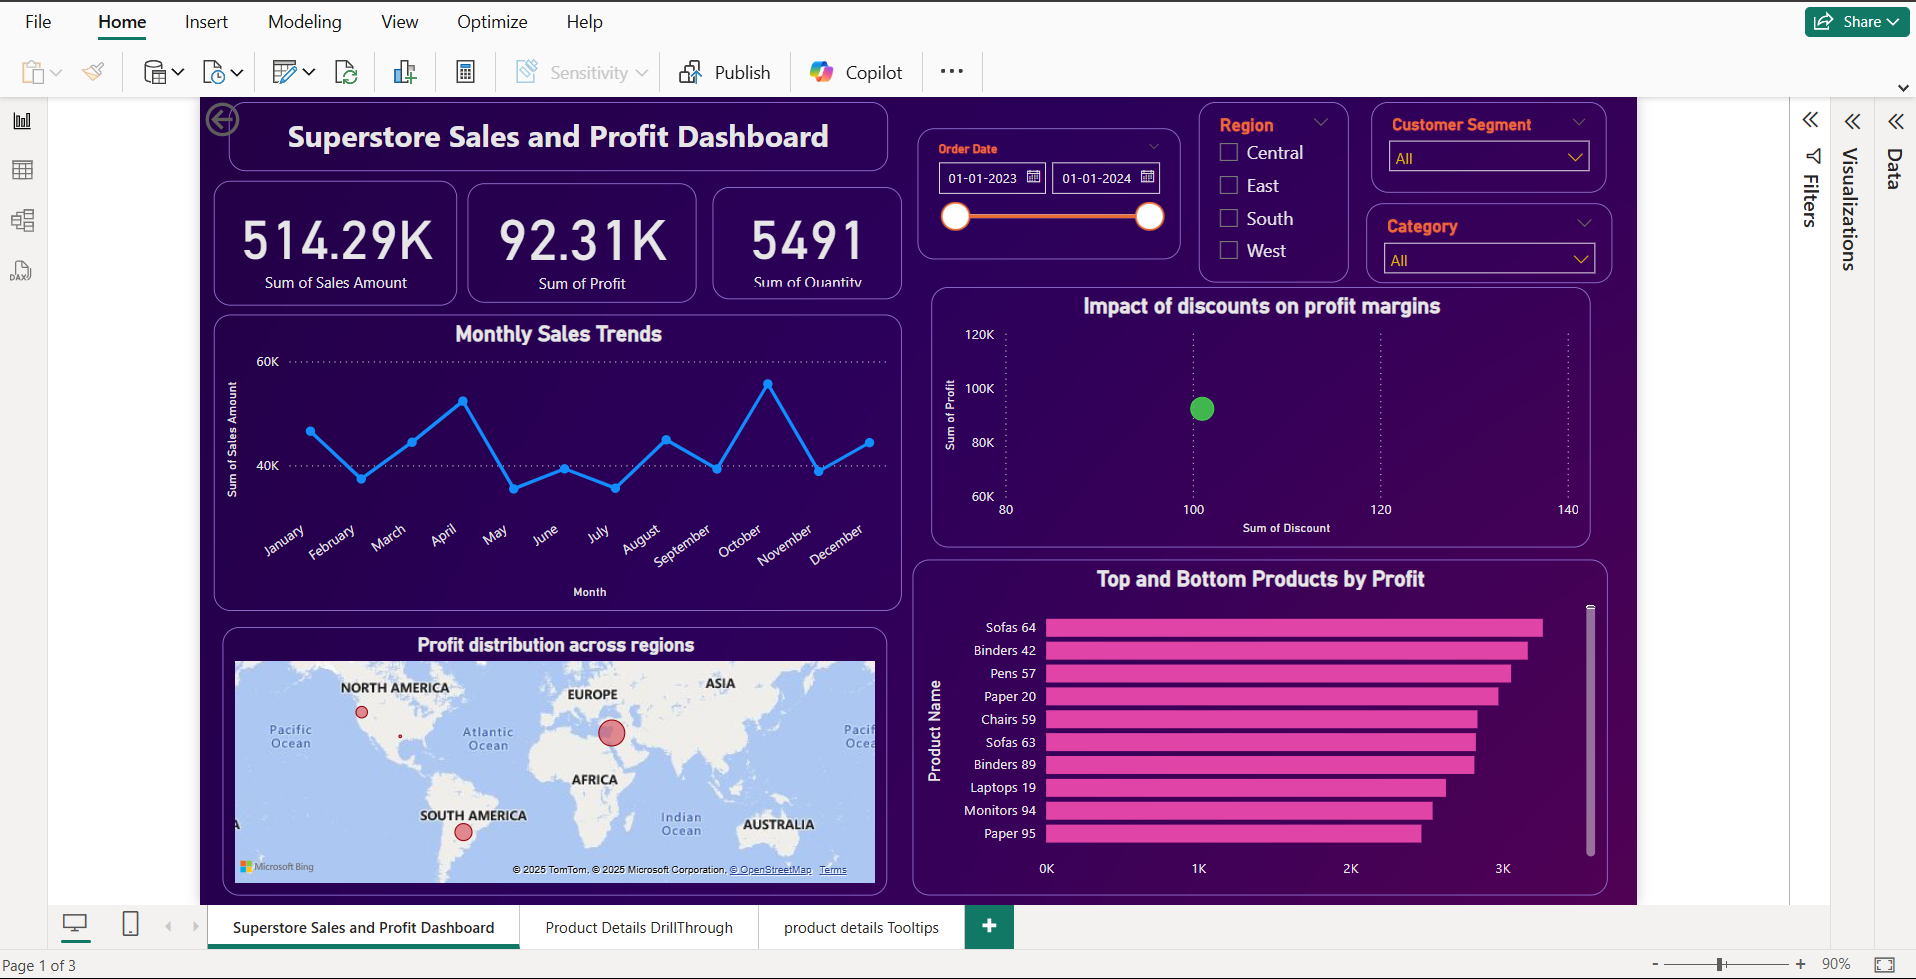 File Home Insert Modeling View Optimize Help Share
Sensitivity Publish Copilot
Superstore Sales and Profit Dashboard
514.29K
Sum of Sales Amount
92.31K
Sum of Profit
5491
Sum of Quantity
Order Date
01-01-2023 01-01-2024
Region
Central
East
South
West
Customer Segment
All
Category
All
Filters
Visualizations
Data
DAX
Monthly Sales Trends
Sum of Sales Amount
60K
40K
January February March April May June July August September October November December
Month
Impact of discounts on profit margins
Sum of Profit
120K
100K
80K
60K
80 100 120 140
Sum of Discount
Profit distribution across regions
NORTH AMERICA
EUROPE
ASIA
Pacific
Ocean
Atlantic
Ocean
Pacif
Ocea
AFRICA
SOUTH AMERICA
Indian
Ocean
AUSTRALIA
A
Microsoft Bing
© 2025 TomTom, © 2025 Microsoft Corporation, © OpenStreetMap Terms
Top and Bottom Products by Profit
Product Name
Sofas 64
Binders 42
Pens 57
Paper 20
Chairs 59
Sofas 63
Binders 89
Laptops 19
Monitors 94
Paper 95
0K 1K 2K 3K
Superstore Sales and Profit Dashboard Product Details DrillThrough product details Tooltips +
Page 1 of 3
- + 90%